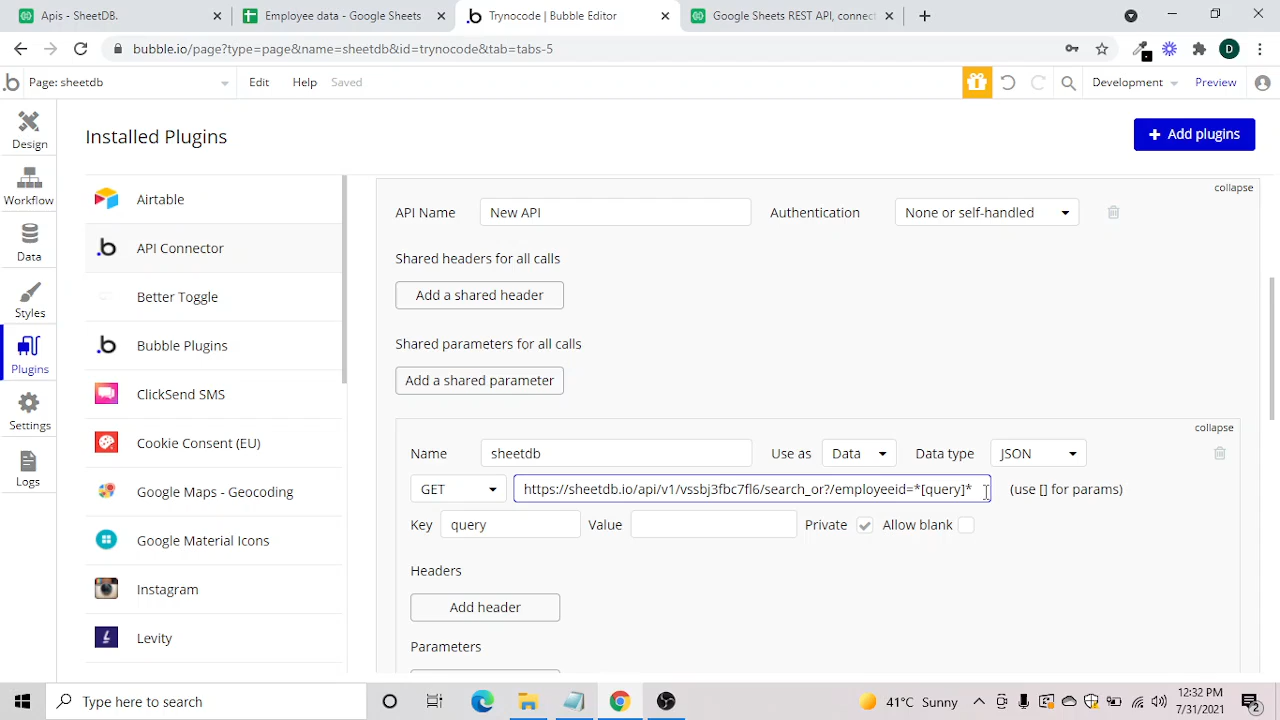 Apis - SheetDB
Employee data - Google Sheets
Trynocode | Bubble Editor
Google Sheets REST API, connect
bubble.io/page?type=page&name=sheetdb&id=trynocode&tab=tabs-5
Page: sheetdb
Edit
Help
Saved
Development
Preview
Design
Workflow
Data
Styles
Plugins
Settings
Logs
Installed Plugins
+ Add plugins
Airtable
API Connector
Better Toggle
Bubble Plugins
ClickSend SMS
Cookie Consent (EU)
Google Maps - Geocoding
Google Material Icons
Instagram
Levity
collapse
API Name
New API
Authentication
None or self-handled
Shared headers for all calls
Add a shared header
Shared parameters for all calls
Add a shared parameter
collapse
Name
sheetdb
Use as
Data
Data type
JSON
GET
https://sheetdb.io/api/v1/vssbj3fbc7fl6/search_or?/employeeid=*[query]*
(use [] for params)
Key
query
Value
Private
Allow blank
Headers
Add header
Parameters
Type here to search
41°C Sunny
12:32 PM
7/31/2021
2